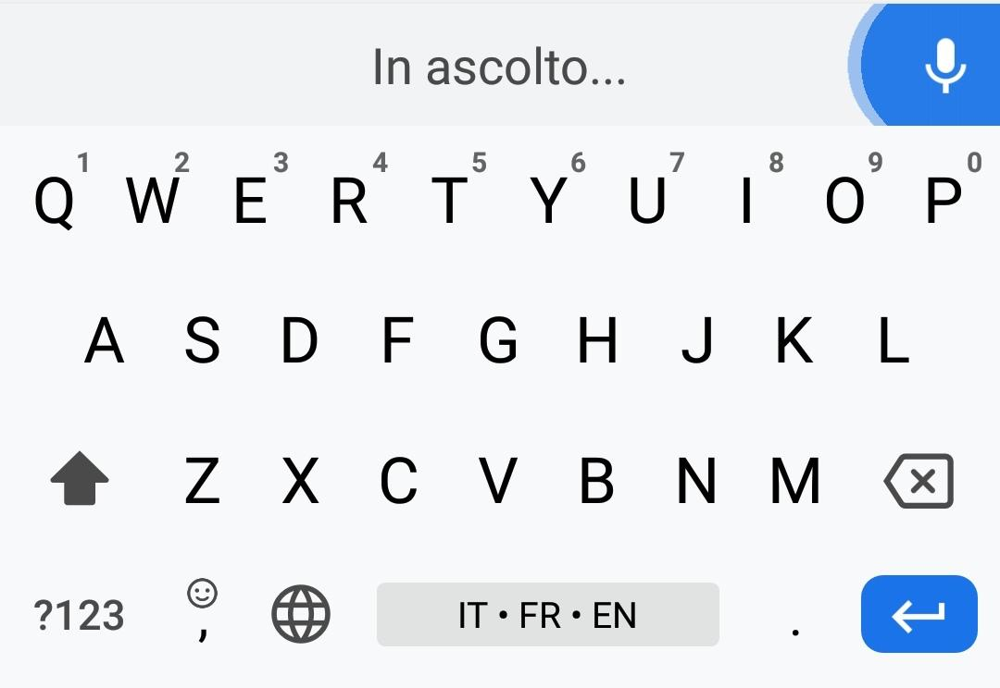 In ascolto...
1 2 3 4 5 6 7 8 9 0
Q W E R T Y U I O P
A S D F G H J K L
Z X C V B N M
?123 , IT • FR • EN .